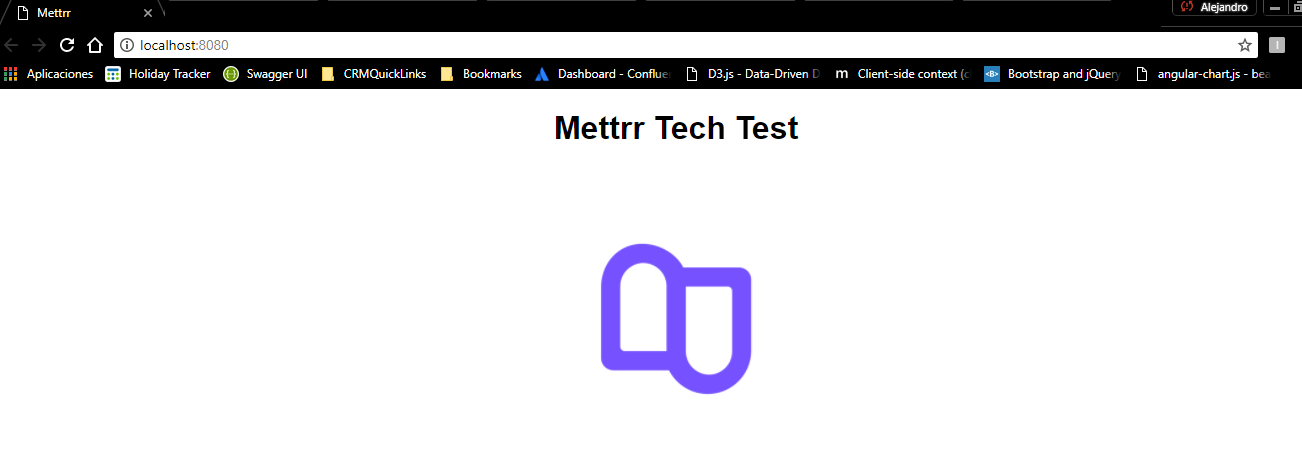 Mettrr
Alejandro
localhost:8080
Aplicaciones Holiday Tracker Swagger UI CRMQuickLinks Bookmarks Dashboard - Conflue D3.js - Data-Driven D m Client-side context (c <B> Bootstrap and jQuery angular-chart.js - bea
Mettrr Tech Test